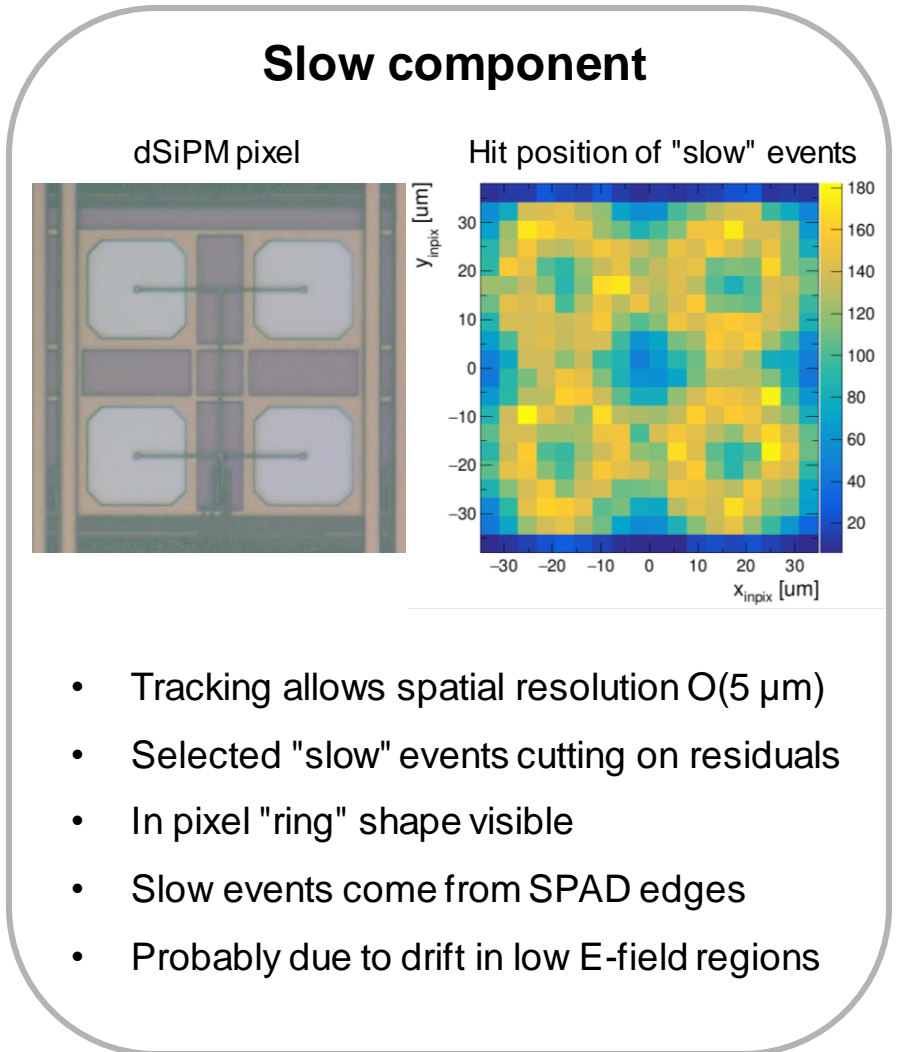 Slow component
dSiPM pixel
Hit position of "slow" events
y_inpix [um]
30
20
10
0
−10
−20
−30
−30 −20 −10 0 10 20 30
x_inpix [um]
180
160
140
120
100
80
60
40
20
• Tracking allows spatial resolution O(5 µm)
• Selected "slow" events cutting on residuals
• In pixel "ring" shape visible
• Slow events come from SPAD edges
• Probably due to drift in low E-field regions